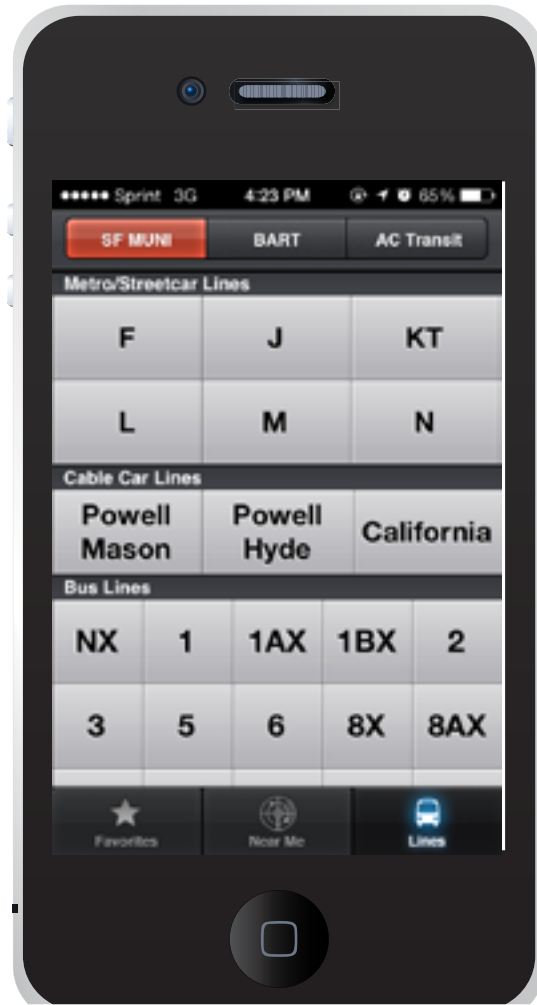 Sprint 3G 4:23 PM 65%
SF MUNI BART AC Transit
Metro/Streetcar Lines
F J KT
L M N
Cable Car Lines
Powell Mason Powell Hyde California
Bus Lines
NX 1 1AX 1BX 2
3 5 6 8X 8AX
Favorites Near Me Lines